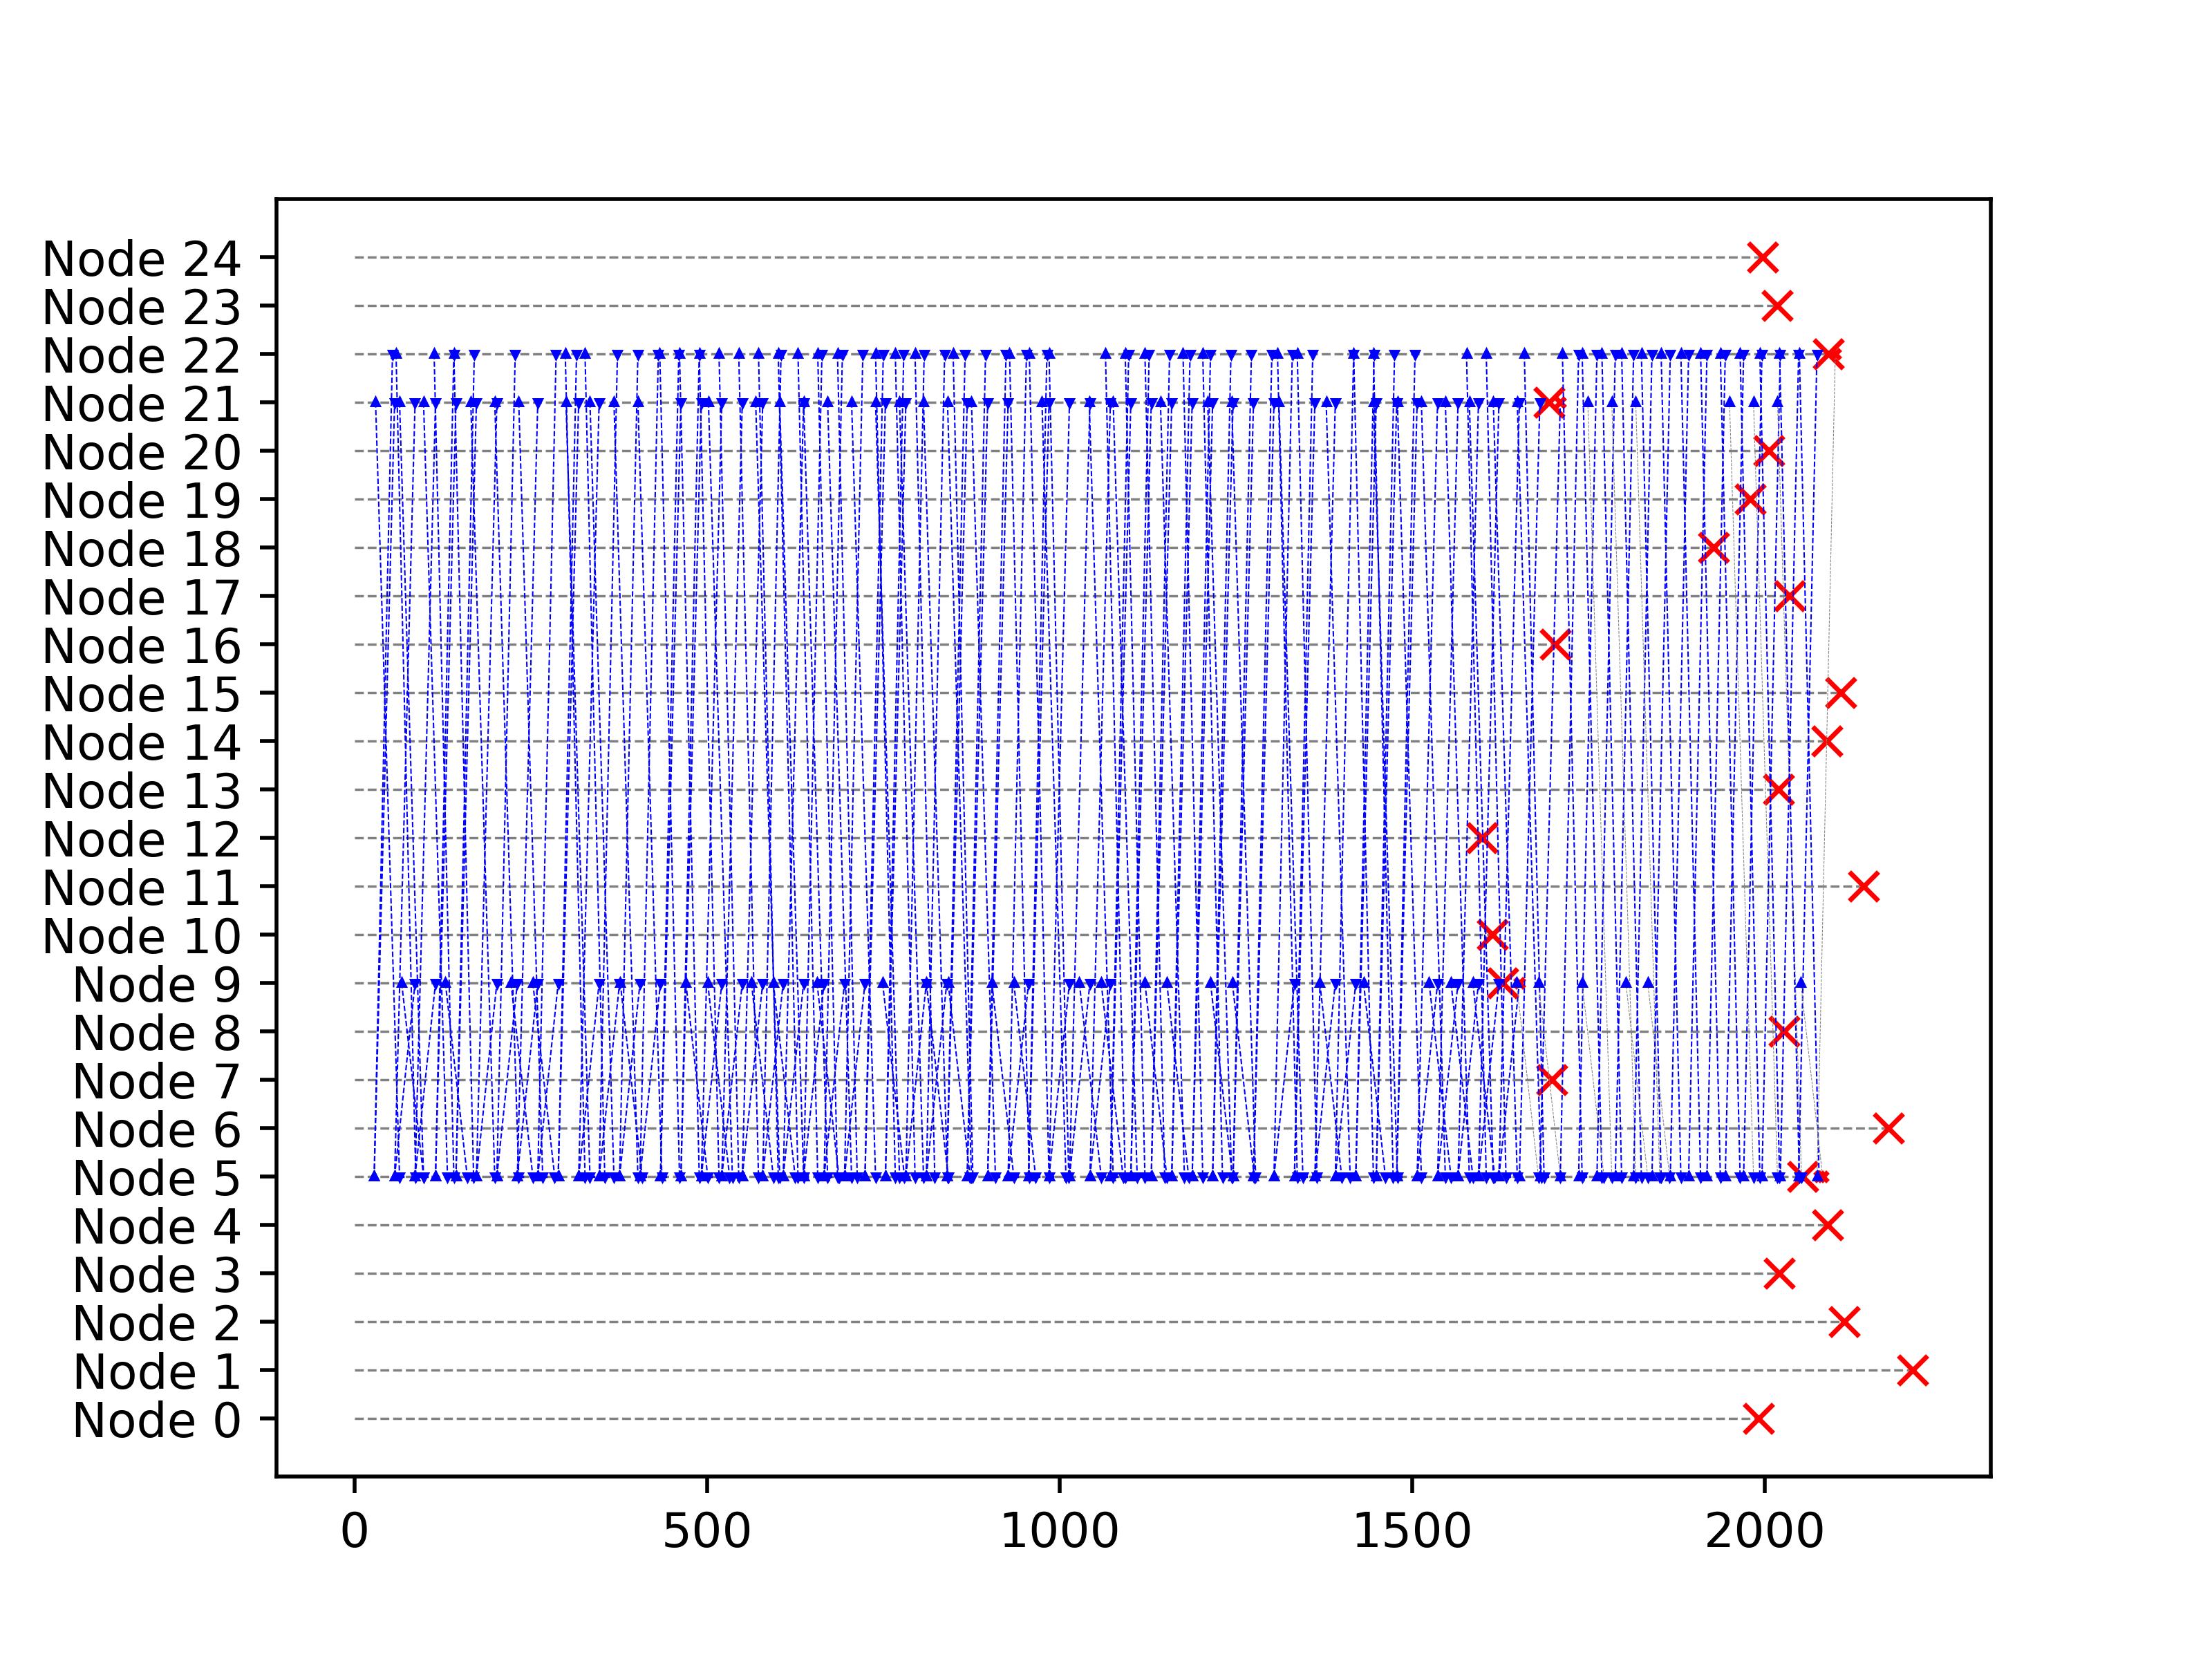 Node 24
Node 23
Node 22
Node 21
Node 20
Node 19
Node 18
Node 17
Node 16
Node 15
Node 14
Node 13
Node 12
Node 11
Node 10
Node 9
Node 8
Node 7
Node 6
Node 5
Node 4
Node 3
Node 2
Node 1
Node 0
0 500 1000 1500 2000